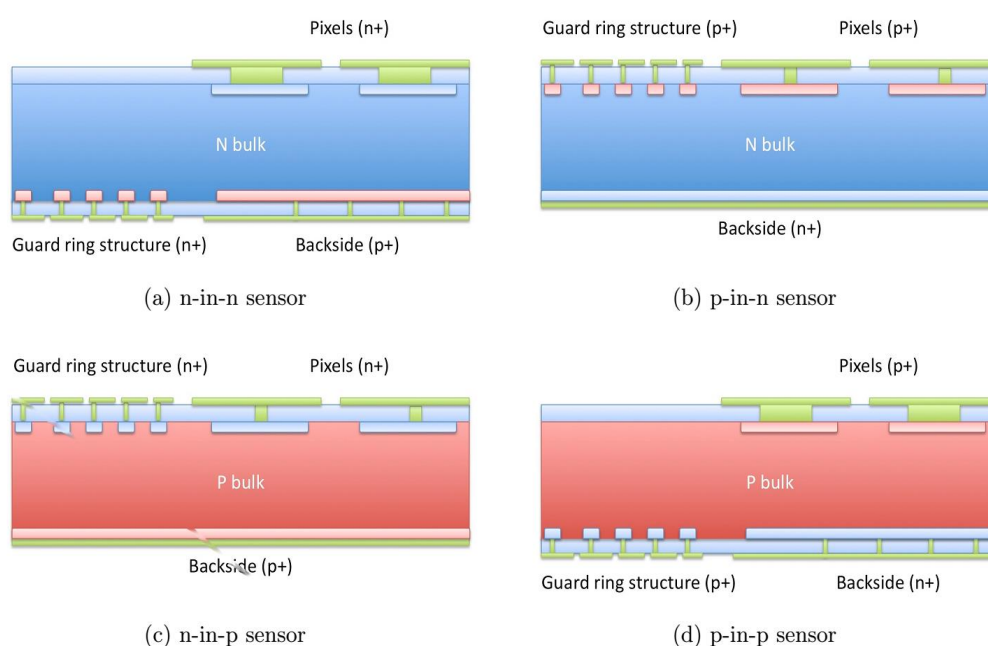 Pixels (n+)
N bulk
Guard ring structure (n+) Backside (p+)
(a) n-in-n sensor
Guard ring structure (p+) Pixels (p+)
N bulk
Backside (n+)
(b) p-in-n sensor
Guard ring structure (n+) Pixels (n+)
P bulk
Backside (p+)
(c) n-in-p sensor
Pixels (p+)
P bulk
Guard ring structure (p+) Backside (n+)
(d) p-in-p sensor